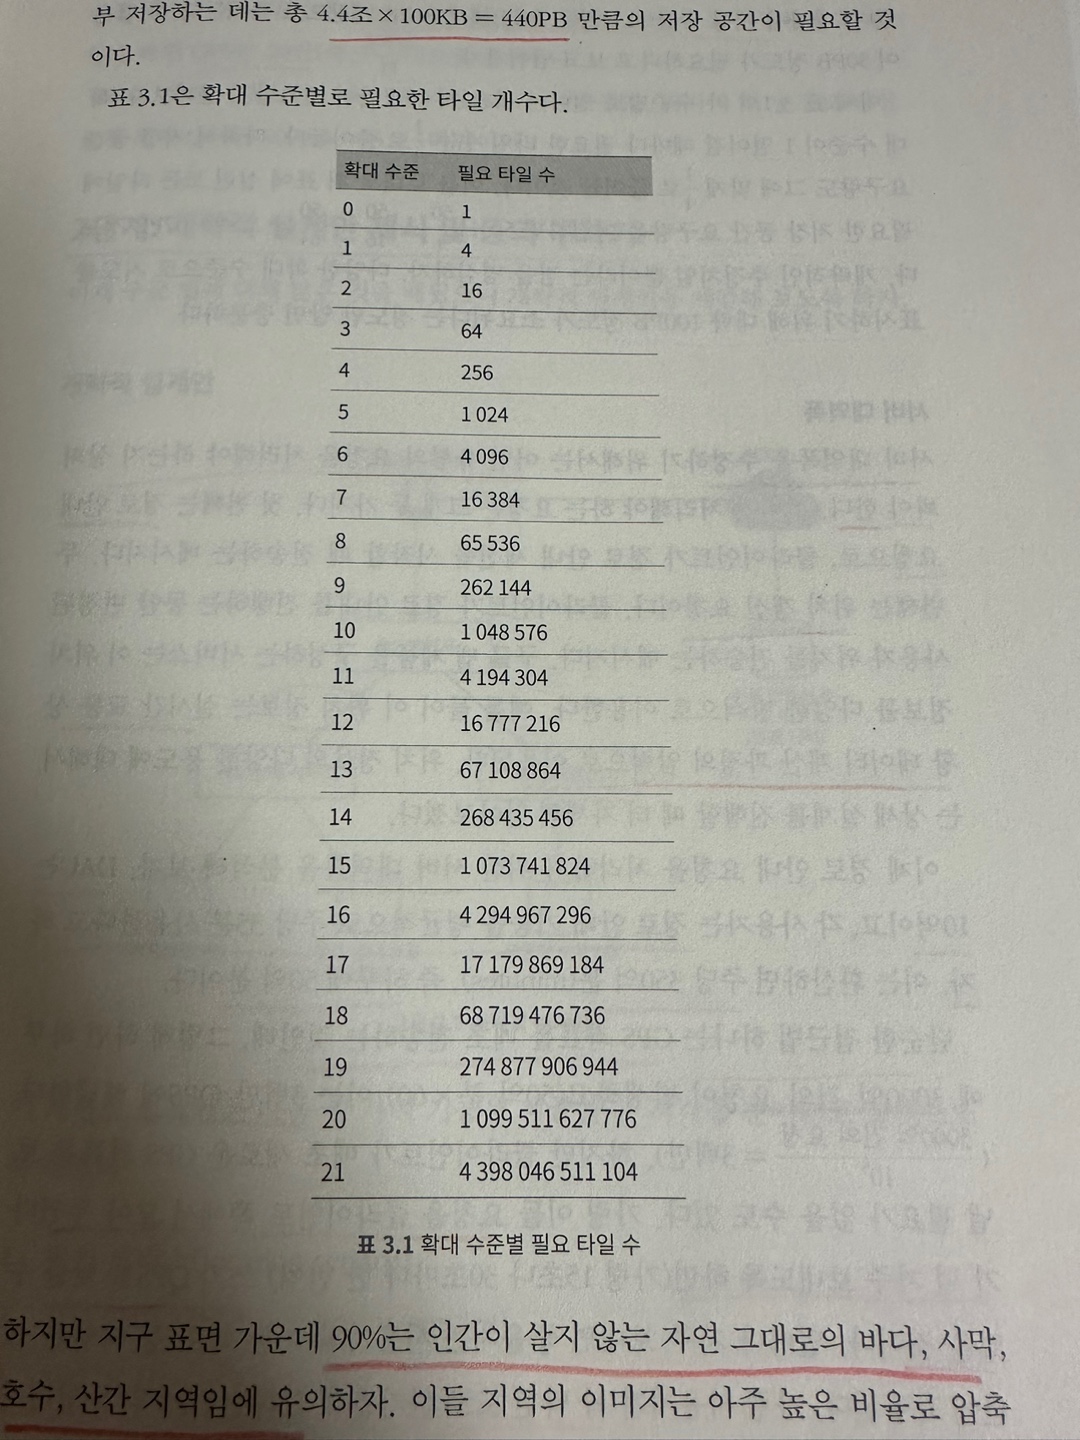 부 저장하는 데는 총 4.4조×100KB = 440PB 만큼의 저장 공간이 필요할 것
이다.
표 3.1은 확대 수준별로 필요한 타일 개수다.
확대 수준 필요 타일 수
0 1
1 4
2 16
3 64
4 256
5 1 024
6 4 096
7 16 384
8 65 536
9 262 144
10 1 048 576
11 4 194 304
12 16 777 216
13 67 108 864
14 268 435 456
15 1 073 741 824
16 4 294 967 296
17 17 179 869 184
18 68 719 476 736
19 274 877 906 944
20 1 099 511 627 776
21 4 398 046 511 104
표 3.1 확대 수준별 필요 타일 수
하지만 지구 표면 가운데 90%는 인간이 살지 않는 자연 그대로의 바다, 사막,
호수, 산간 지역임에 유의하자. 이들 지역의 이미지는 아주 높은 비율로 압축